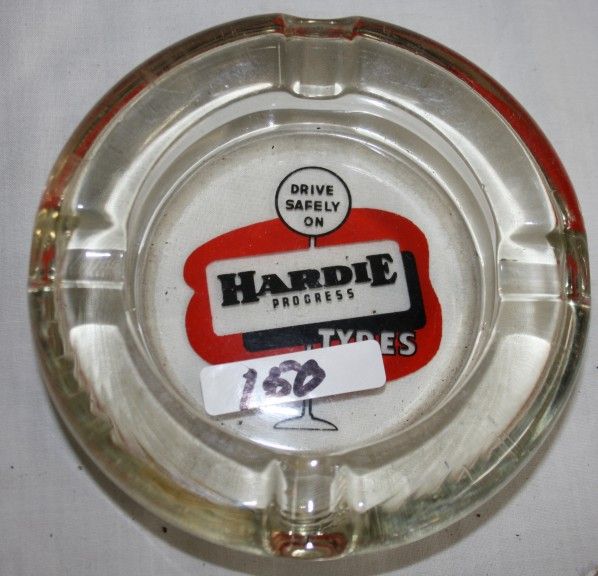 DRIVE
SAFELY
ON
HARDIE
PROGRESS
TYRES
150